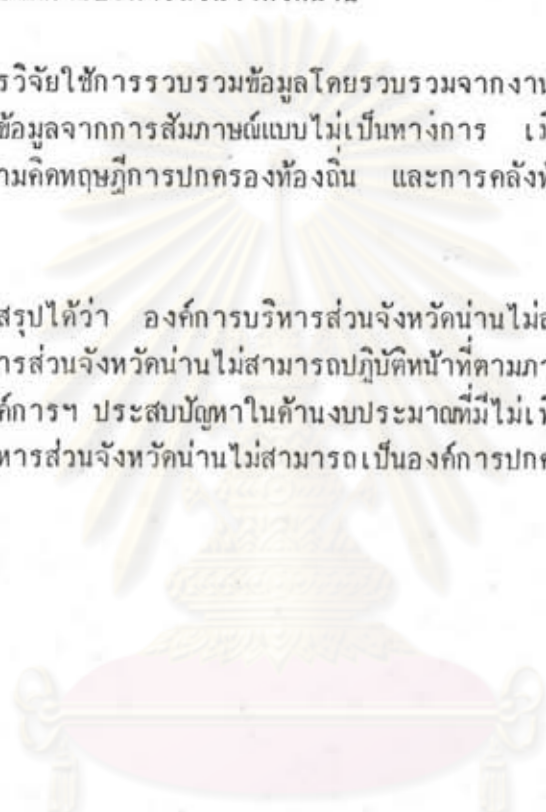 รวิจัยใช้การรวบรวมข้อมูลโดยรวบรวมจากงาน
ข้อมูลจากการสัมภาษณ์แบบไม่เป็นทางการ เ
ามคิดทฤษฎีการปกครองท้องถิ่น และการคลังท้
สรุปได้ว่า องค์การบริหารส่วนจังหวัดน่านไม่ส
ารส่วนจังหวัดน่านไม่สามารถปฏิบัติหน้าที่ตามภา
ค์การฯ ประสบปัญหาในด้านงบประมาณที่มีไม่เพี
หารส่วนจังหวัดน่านไม่สามารถเป็นองค์การปกค